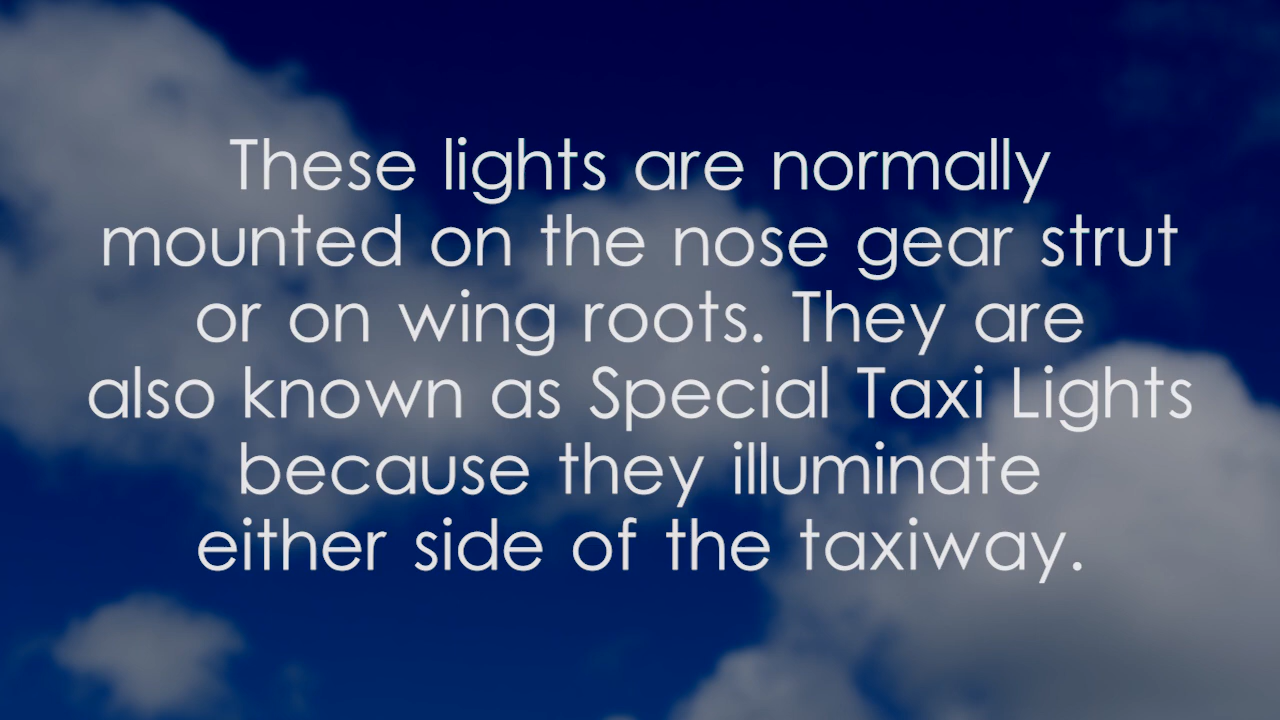 These lights are normally
mounted on the nose gear strut
or on wing roots. They are
also known as Special Taxi Lights
because they illuminate
either side of the taxiway.